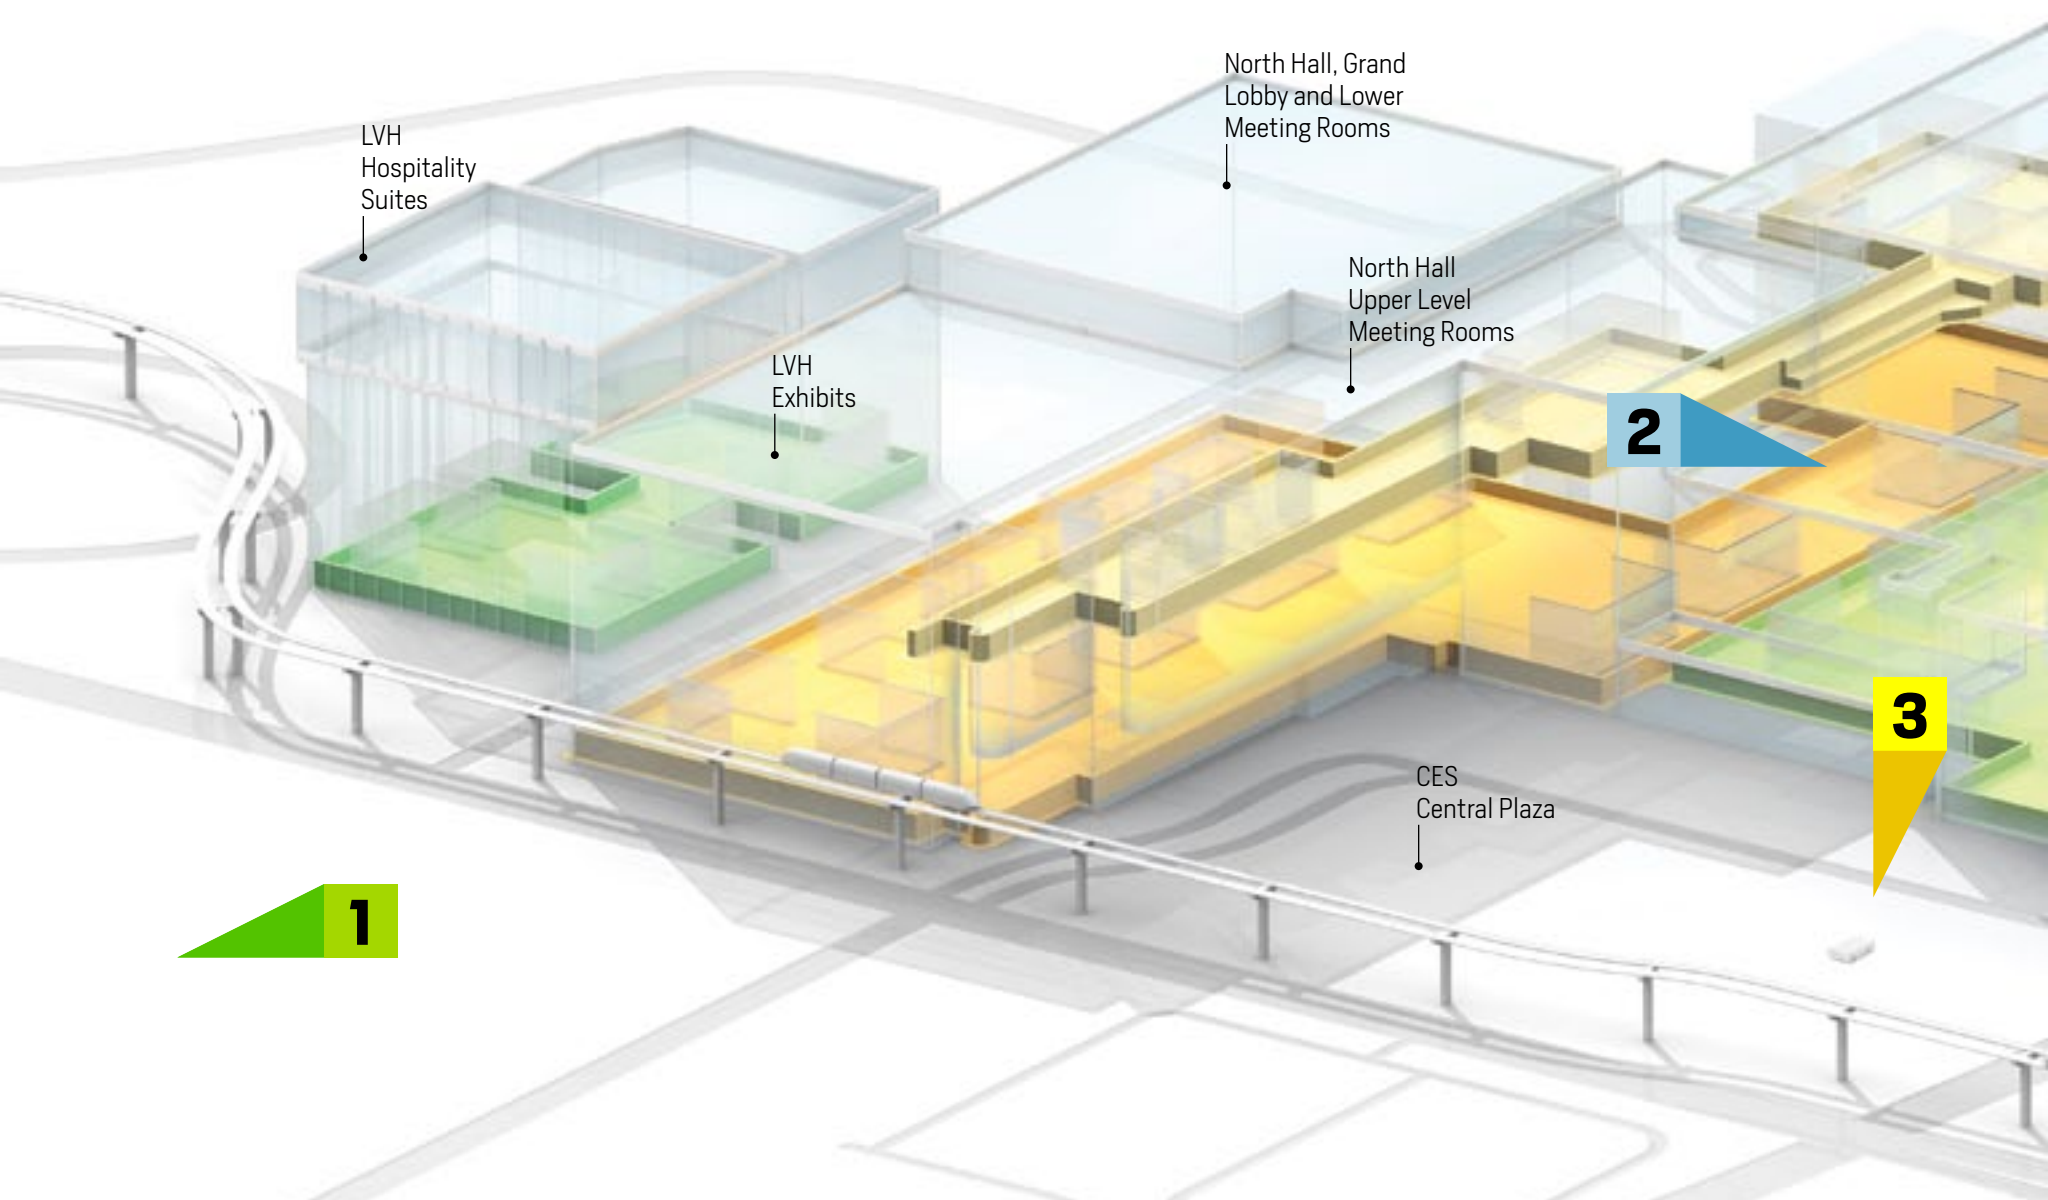 North Hall, Grand
Lobby and Lower
Meeting Rooms
LVH
Hospitality
Suites
North Hall
Upper Level
Meeting Rooms
LVH
Exhibits
2
3
CES
Central Plaza
1